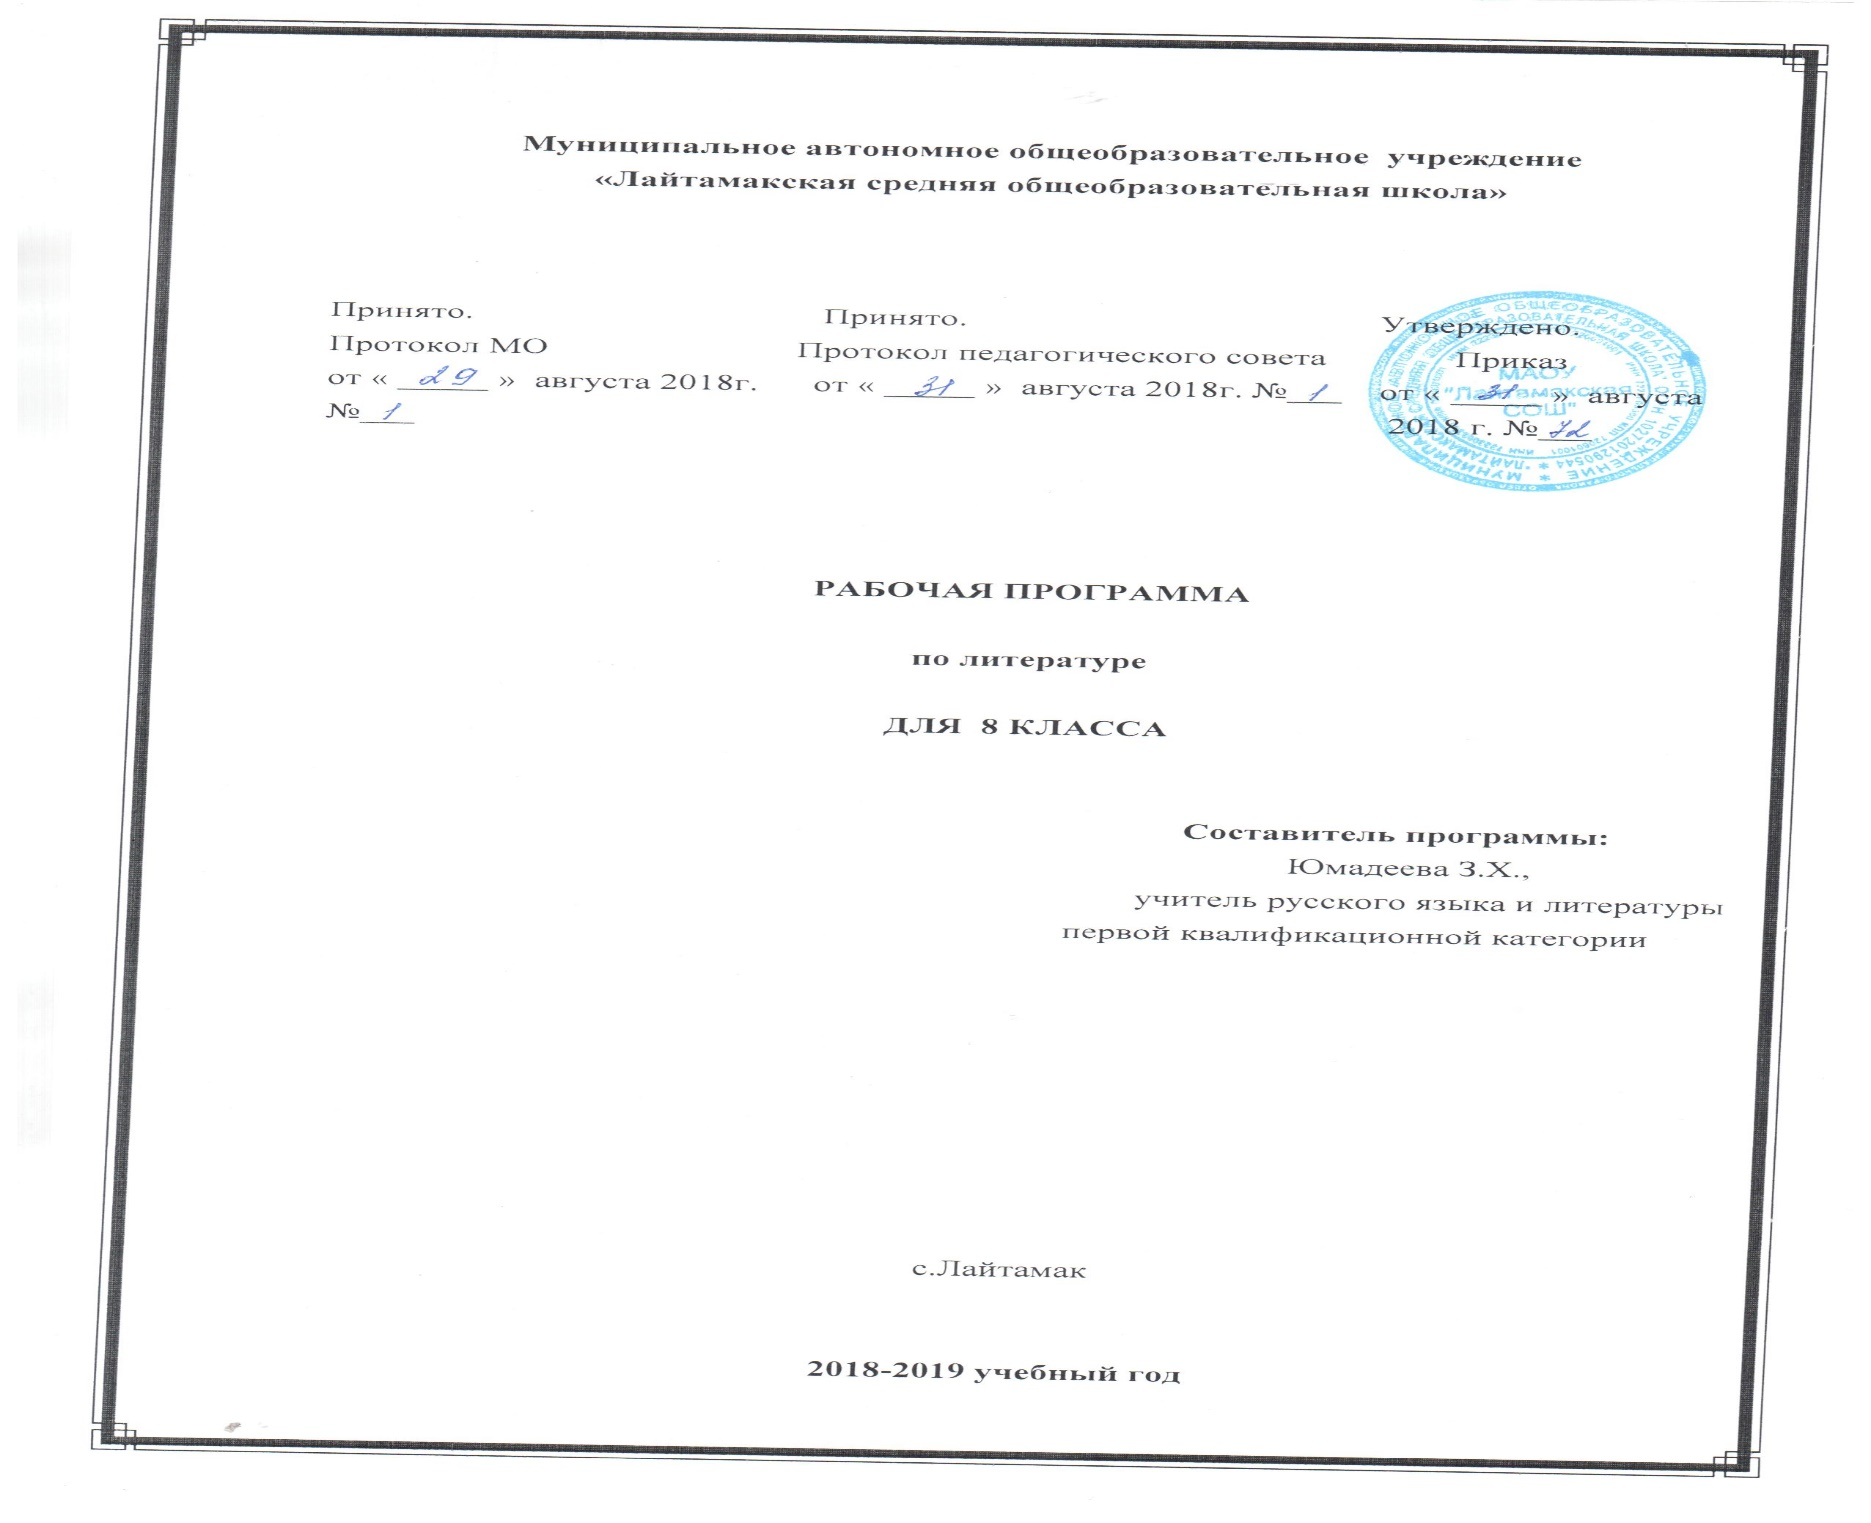 Муниципальное автономное общеобразовательное учреждение
«Лайтамакская средняя общеобразовательная школа»
Принято.
Протокол МО
от « 29 » августа 2018г.
№ 1
Принято.
Протокол педагогического совета
от « 31 » августа 2018г. № 1
Утверждено.
Приказ
от « 31 » августа
2018 г. № 72
МАОУ
"Лайтамакская
СОШ"
РАБОЧАЯ ПРОГРАММА
по литературе
ДЛЯ 8 КЛАССА
Составитель программы:
Юмадеева З.Х.,
учитель русского языка и литературы
первой квалификационной категории
с.Лайтамак
2018-2019 учебный год